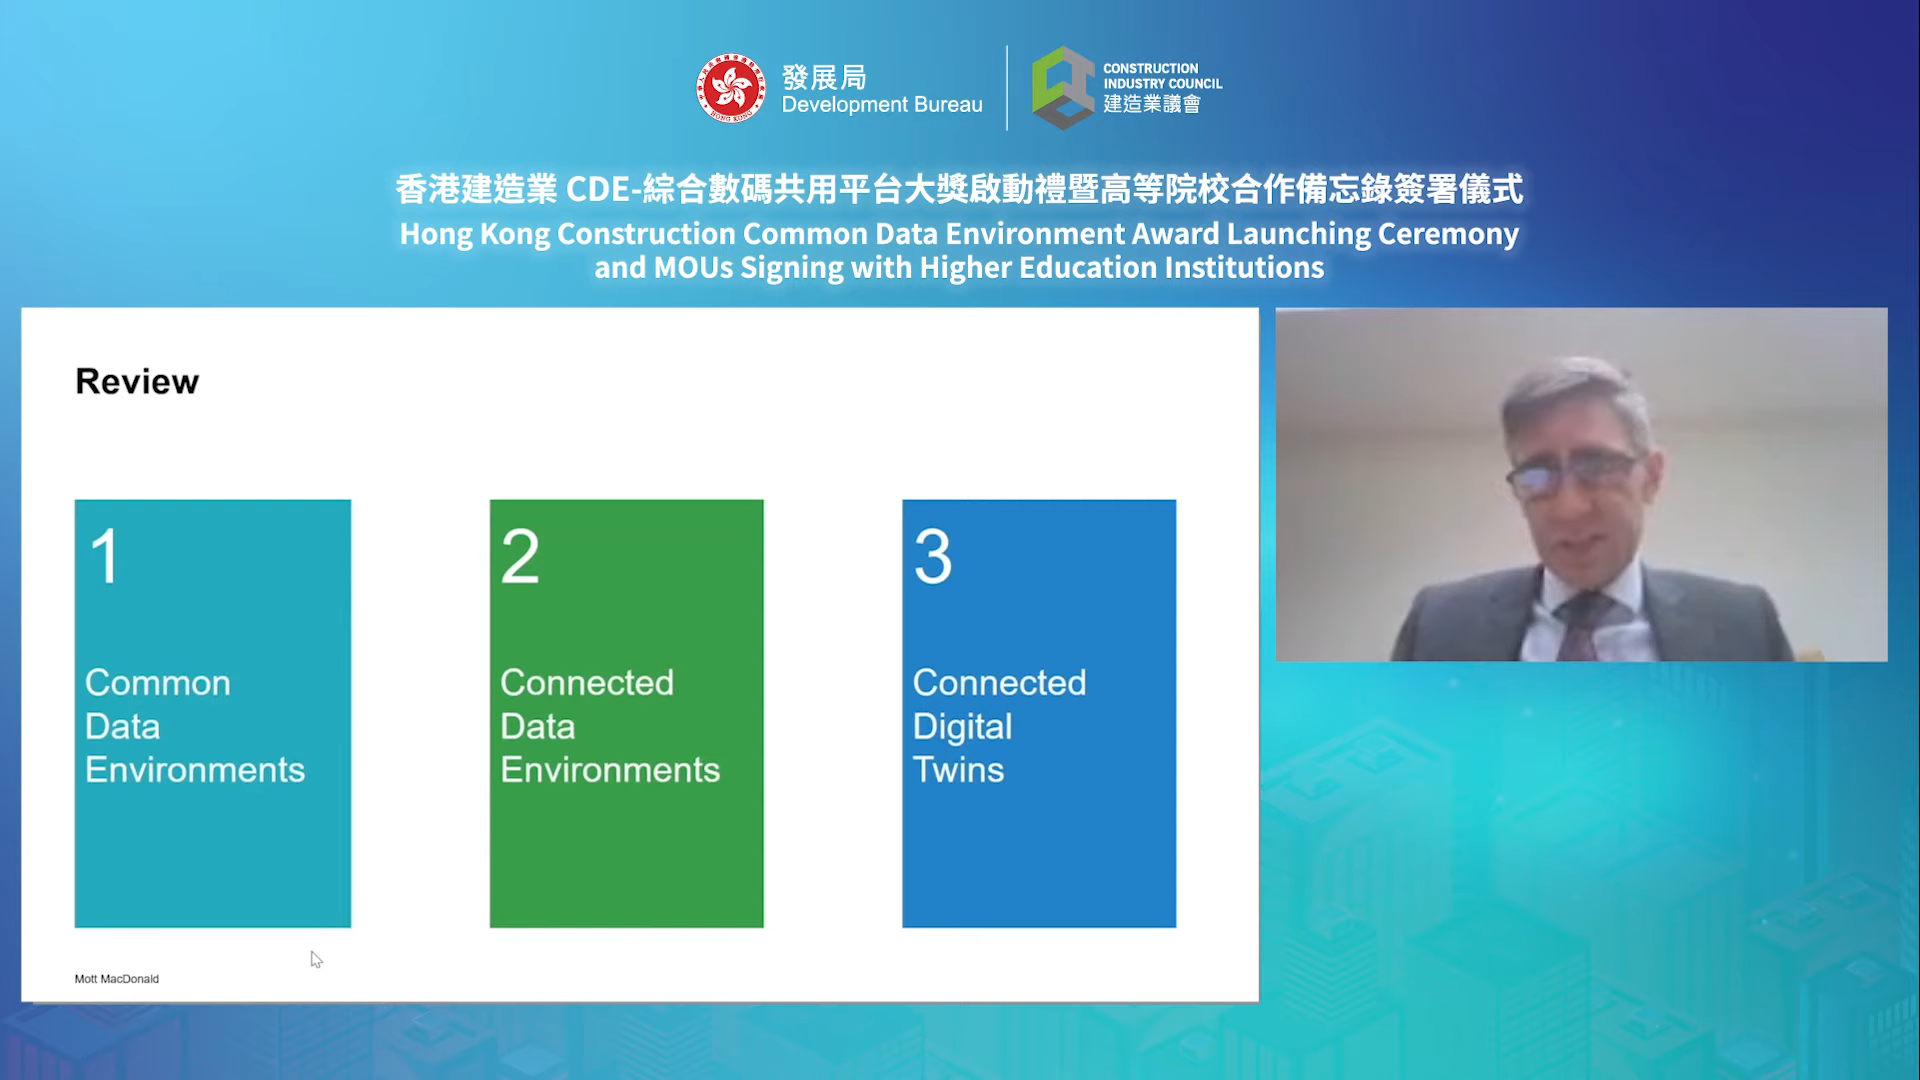 發展局
Development Bureau
CONSTRUCTION
INDUSTRY COUNCIL
建造業議會
HONG KONG
香港建造業 CDE-綜合數碼共用平台大獎啟動禮暨高等院校合作備忘錄簽署儀式
Hong Kong Construction Common Data Environment Award Launching Ceremony
and MOUs Signing with Higher Education Institutions
Review
1
Common
Data
Environments
2
Connected
Data
Environments
3
Connected
Digital
Twins
Mott MacDonald